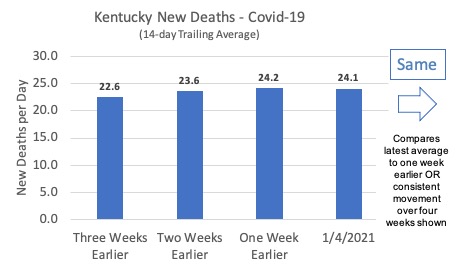 Kentucky New Deaths - Covid-19
(14-day Trailing Average)
New Deaths per Day
30.0
25.0
20.0
15.0
10.0
5.0
0.0
22.6
23.6
24.2
24.1
Three Weeks
Earlier
Two Weeks
Earlier
One Week
Earlier
1/4/2021
Same
Compares
latest average
to one week
earlier OR
consistent
movement
over four
weeks shown